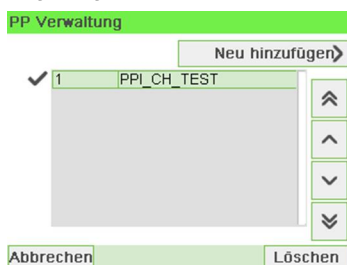 PP Verwaltung
Neu hinzufügen
1 PPI_CH_TEST
Abbrechen Löschen